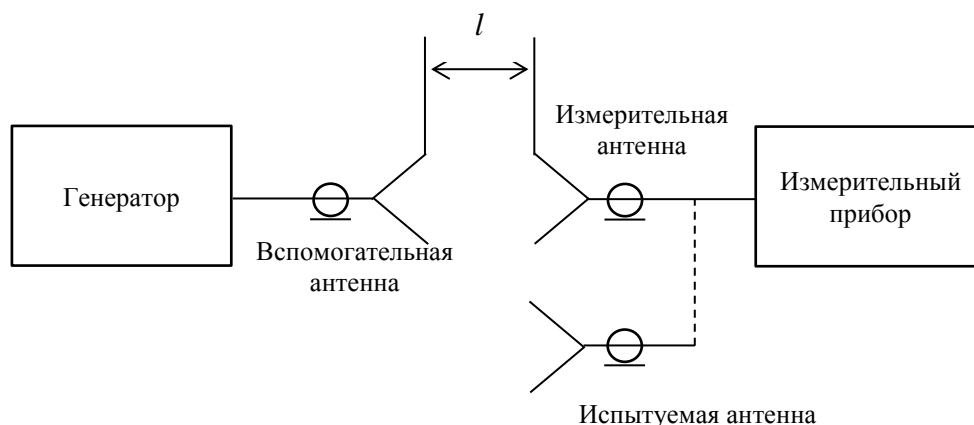 l
Измерительная
антенна
Генератор
Измерительный
прибор
Вспомогательная
антенна
Испытуемая антенна